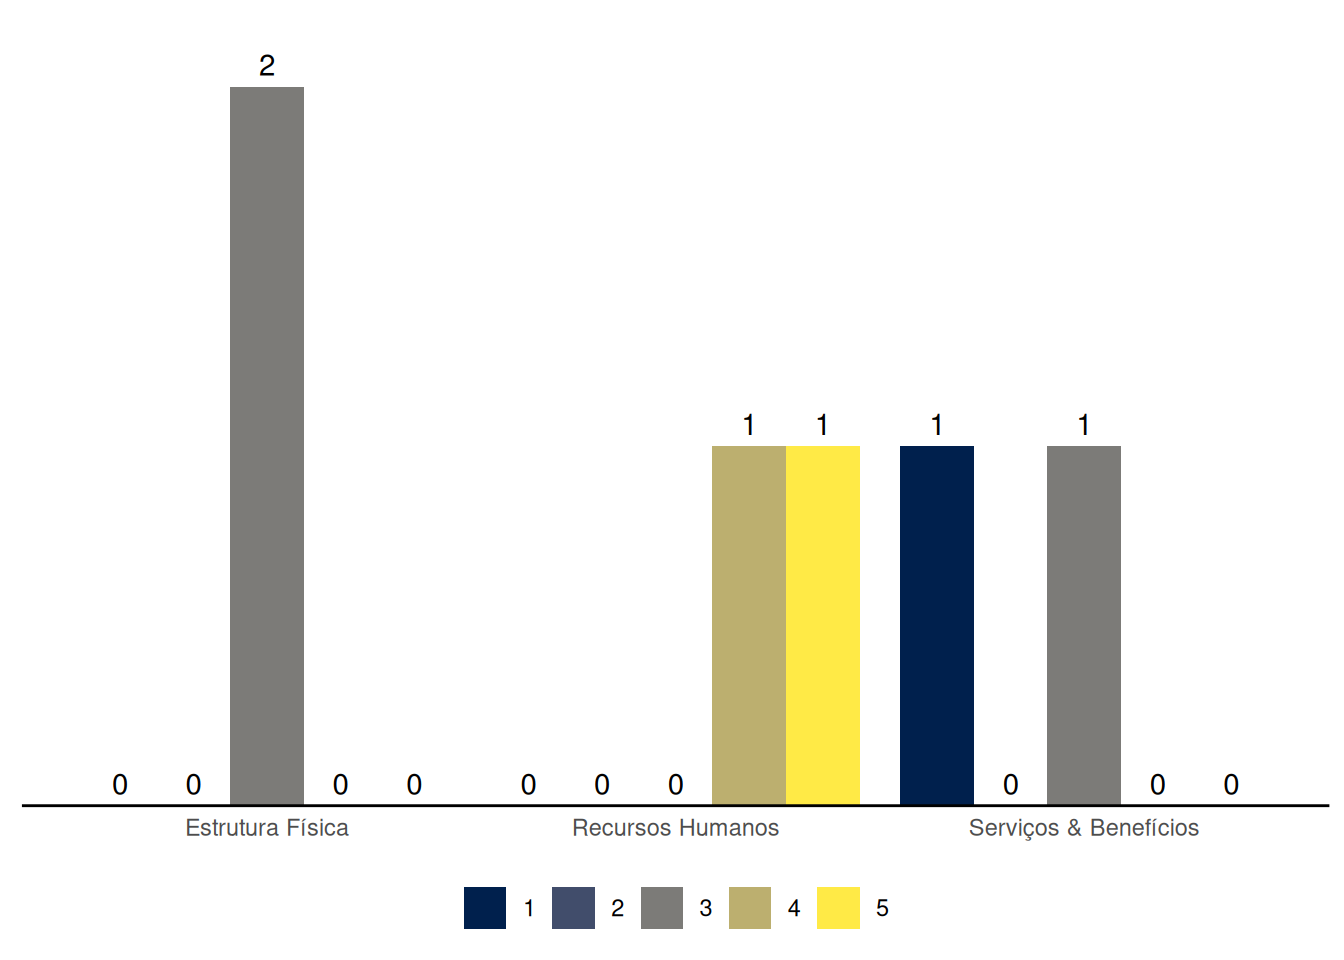 2
1 1 1 1
0 0 0 0 0 0 0 0 0 0
Estrutura Física Recursos Humanos Serviços & Benefícios
1 2 3 4 5